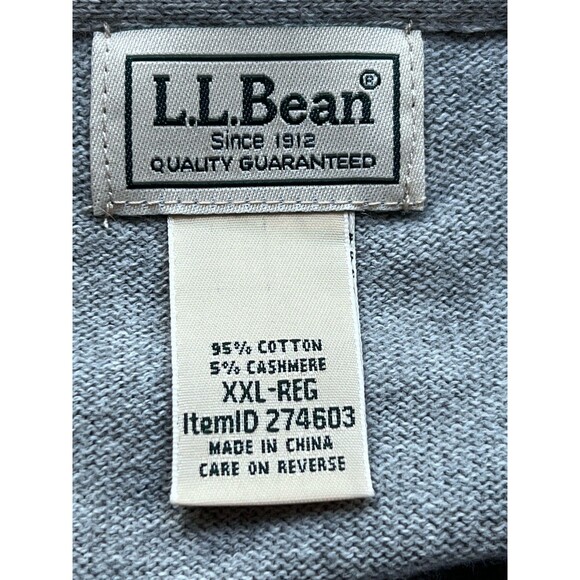 L.L.Bean®
Since 1912
QUALITY GUARANTEED
95% COTTON
5% CASHMERE
XXL-REG
ItemID 274603
MADE IN CHINA
CARE ON REVERSE